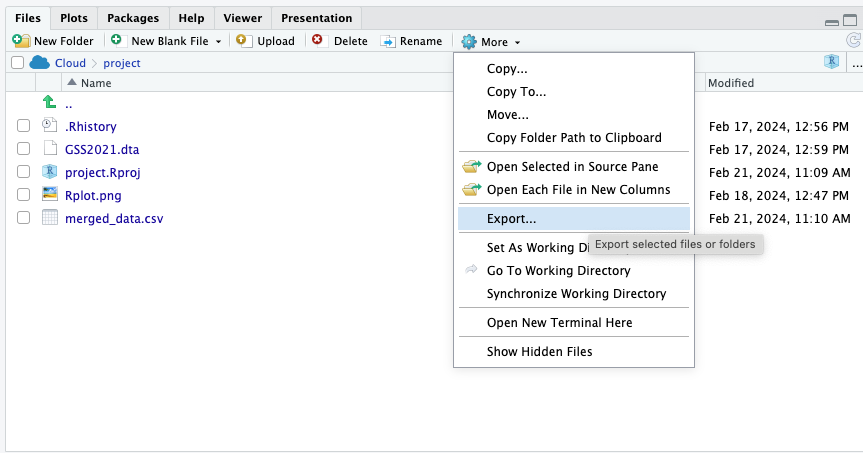 Files Plots Packages Help Viewer Presentation
New Folder New Blank File Upload Delete Rename More
Cloud project R ...
Name Modified
..
.Rhistory Feb 17, 2024, 12:56 PM
GSS2021.dta Feb 17, 2024, 12:59 PM
project.Rproj Feb 21, 2024, 11:09 AM
Rplot.png Feb 18, 2024, 12:47 PM
merged_data.csv Feb 21, 2024, 11:10 AM
Copy...
Copy To...
Move...
Copy Folder Path to Clipboard
Open Selected in Source Pane
Open Each File in New Columns
Export...
Export selected files or folders
Set As Working
Go To Working Directory
Synchronize Working Directory
Open New Terminal Here
Show Hidden Files